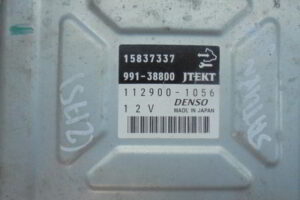 15837337
991-38800 JTEKT
112900-1056
DENSO
12V MADE IN JAPAN